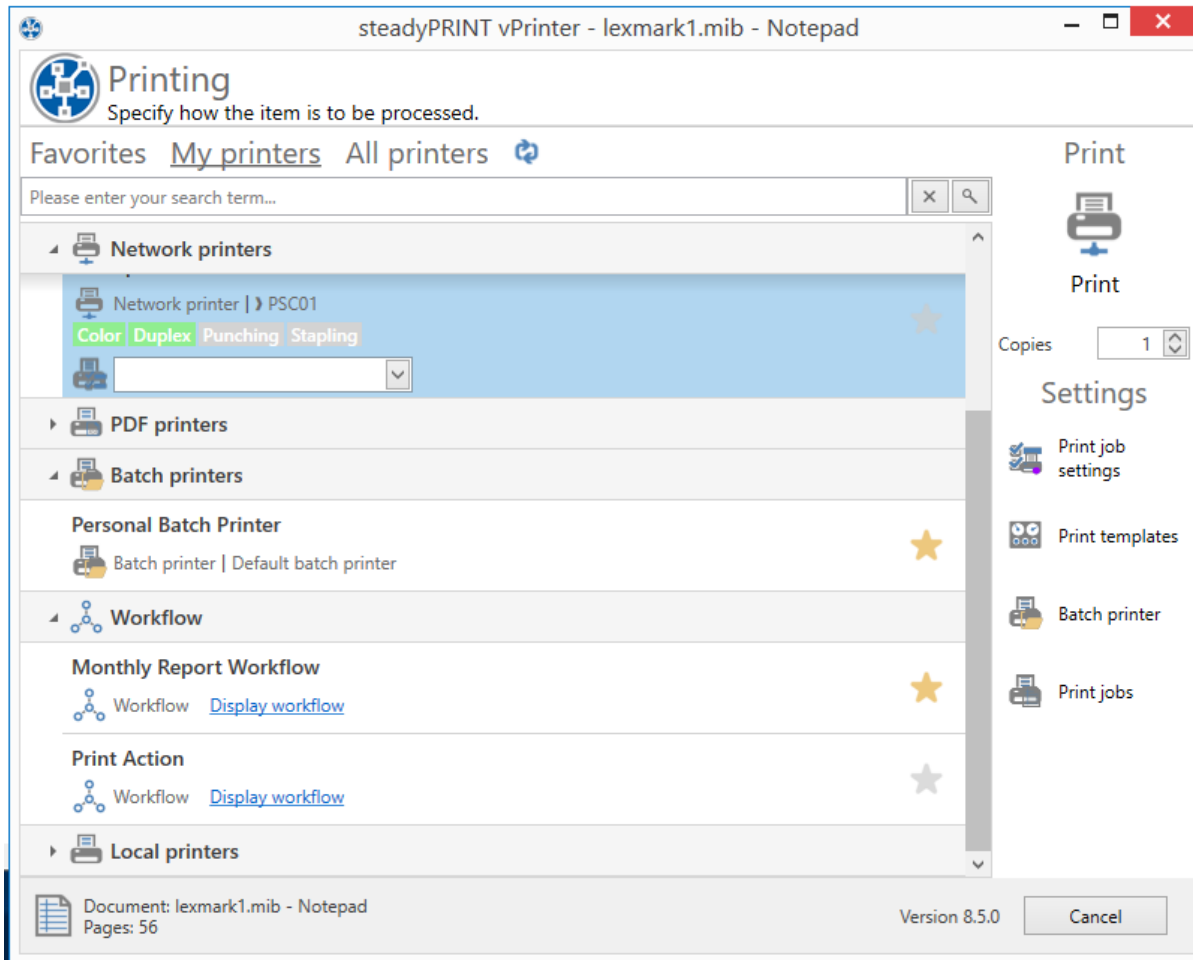 steadyPRINT vPrinter - lexmark1.mib - Notepad
Printing
Specify how the item is to be processed.
Favorites My printers All printers
Please enter your search term...
Network printers
Network printer | PSC01
Color Duplex Punching Stapling
PDF printers
Batch printers
Personal Batch Printer
Batch printer | Default batch printer
Workflow
Monthly Report Workflow
Workflow Display workflow
Print Action
Workflow Display workflow
Local printers
Print
Print
Copies 1
Settings
Print job
settings
Print templates
Batch printer
Print jobs
Document: lexmark1.mib - Notepad
Pages: 56
Version 8.5.0
Cancel